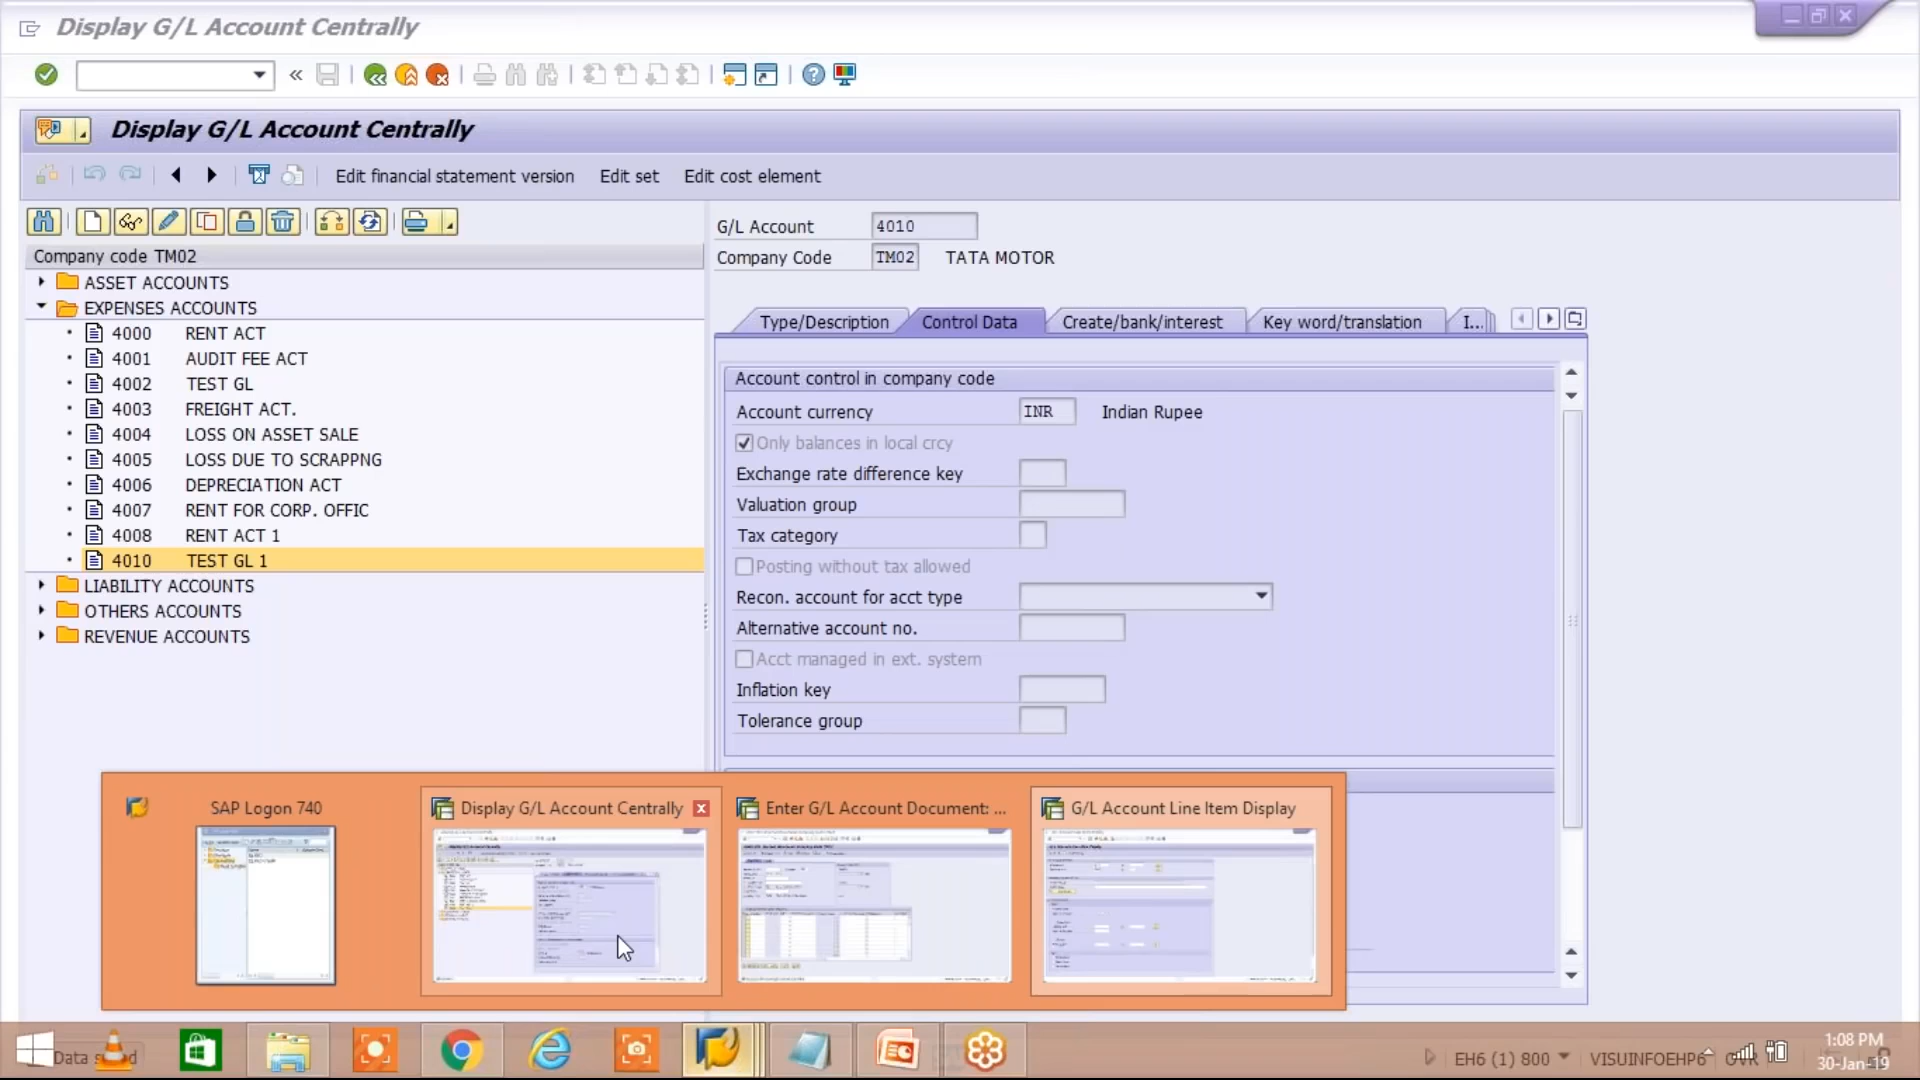 Display G/L Account Centrally
Display G/L Account Centrally
Edit financial statement version Edit set Edit cost element
Company code TM02
ASSET ACCOUNTS
EXPENSES ACCOUNTS
4000 RENT ACT
4001 AUDIT FEE ACT
4002 TEST GL
4003 FREIGHT ACT.
4004 LOSS ON ASSET SALE
4005 LOSS DUE TO SCRAPPNG
4006 DEPRECIATION ACT
4007 RENT FOR CORP. OFFIC
4008 RENT ACT 1
4010 TEST GL 1
LIABILITY ACCOUNTS
OTHERS ACCOUNTS
REVENUE ACCOUNTS
G/L Account 4010
Company Code TM02 TATA MOTOR
Type/Description Control Data Create/bank/interest Key word/translation I...
Account control in company code
Account currency INR Indian Rupee
Only balances in local crcy
Exchange rate difference key
Valuation group
Tax category
Posting without tax allowed
Recon. account for acct type
Alternative account no.
Acct managed in ext. system
Inflation key
Tolerance group
SAP Logon 740 Display G/L Account Centrally Enter G/L Account Document: ... G/L Account Line Item Display
Data
EH6 (1) 800 VISUINFOEHP6 OVR
1:08 PM
30-Jan-19